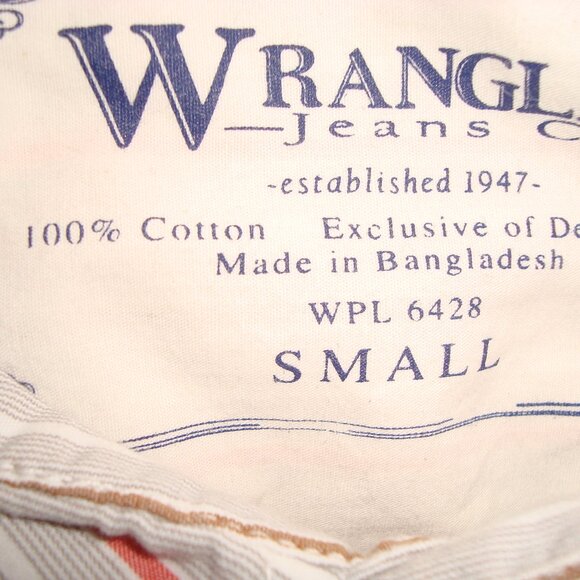 WRANGL
Jeans C
-established 1947-
100% Cotton Exclusive of De
Made in Bangladesh
WPL 6428
SMALL